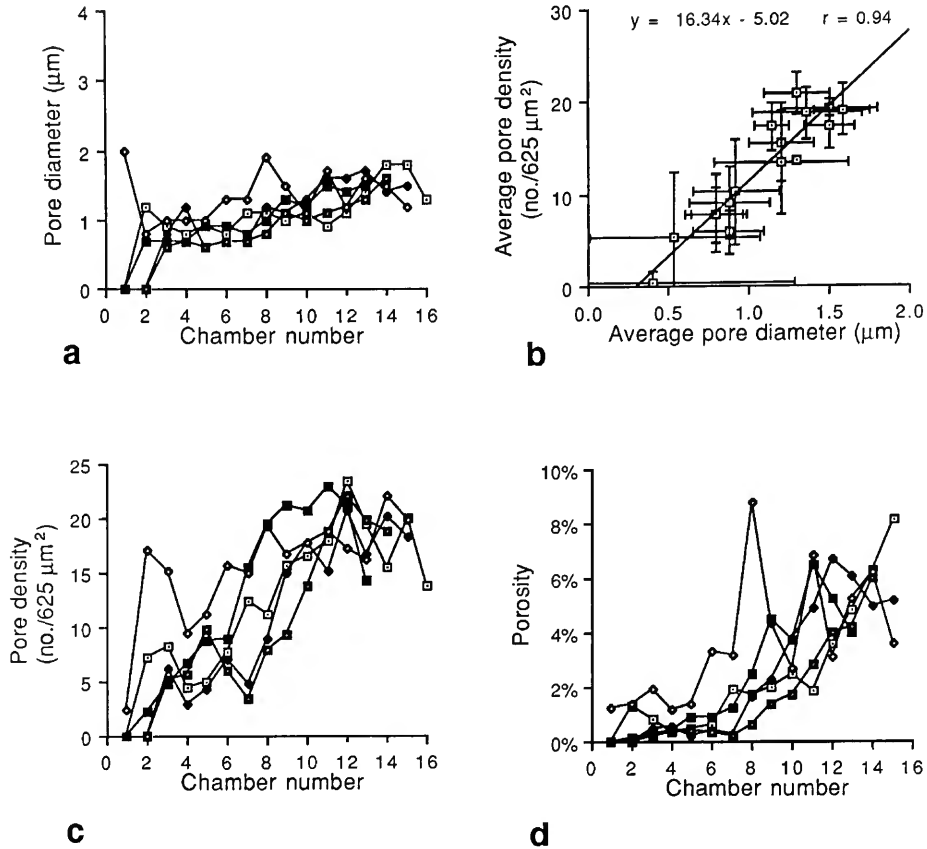 4
3
2
1
0
Pore diameter (μm)
0 2 4 6 8 10 12 14 16
Chamber number
a
y = 16.34x - 5.02 r = 0.94
30
20
10
0
Average pore density
(no./625 μm²)
0.0 0.5 1.0 1.5 2.0
Average pore diameter (μm)
b
25
20
15
10
5
0
Pore density
(no./625 μm²)
0 2 4 6 8 10 12 14 16
Chamber number
c
10%
8%
6%
4%
2%
0%
Porosity
0 2 4 6 8 10 12 14 16
Chamber number
d